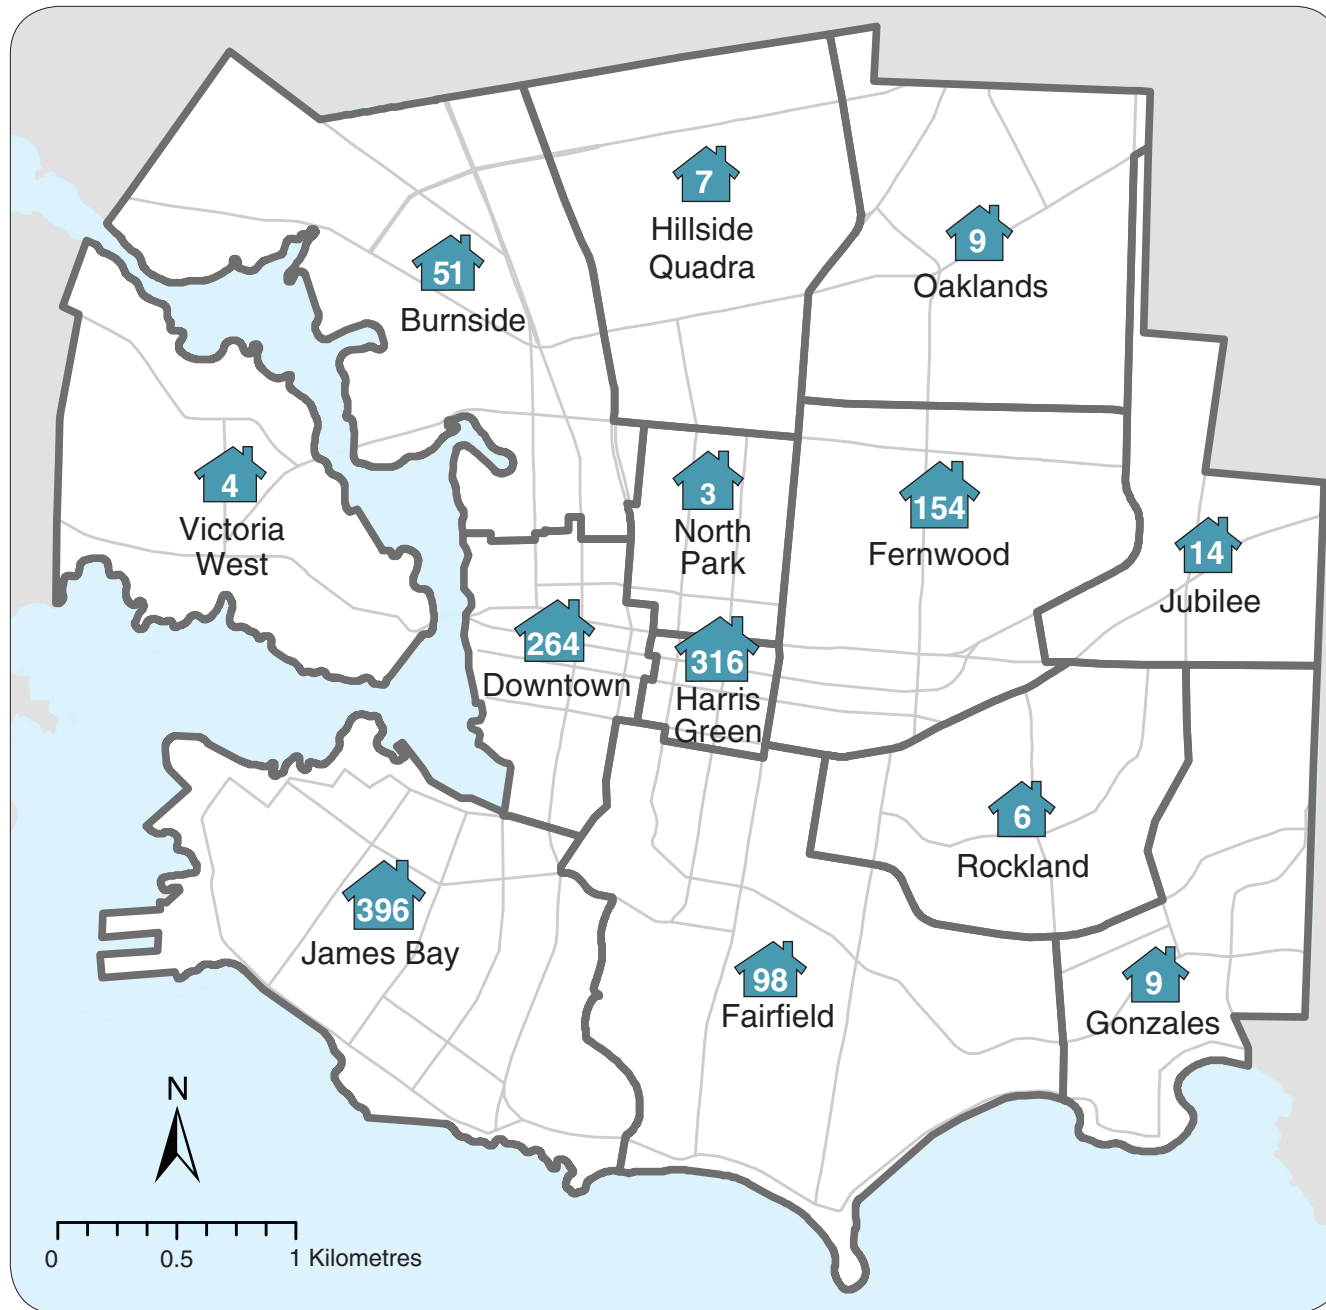 7
Hillside
Quadra
9
Oaklands
51
Burnside
4
Victoria
West
3
North
Park
154
Fernwood
14
Jubilee
264
Downtown
316
Harris
Green
6
Rockland
396
James Bay
98
Fairfield
9
Gonzales
N
0 0.5 1 Kilometres